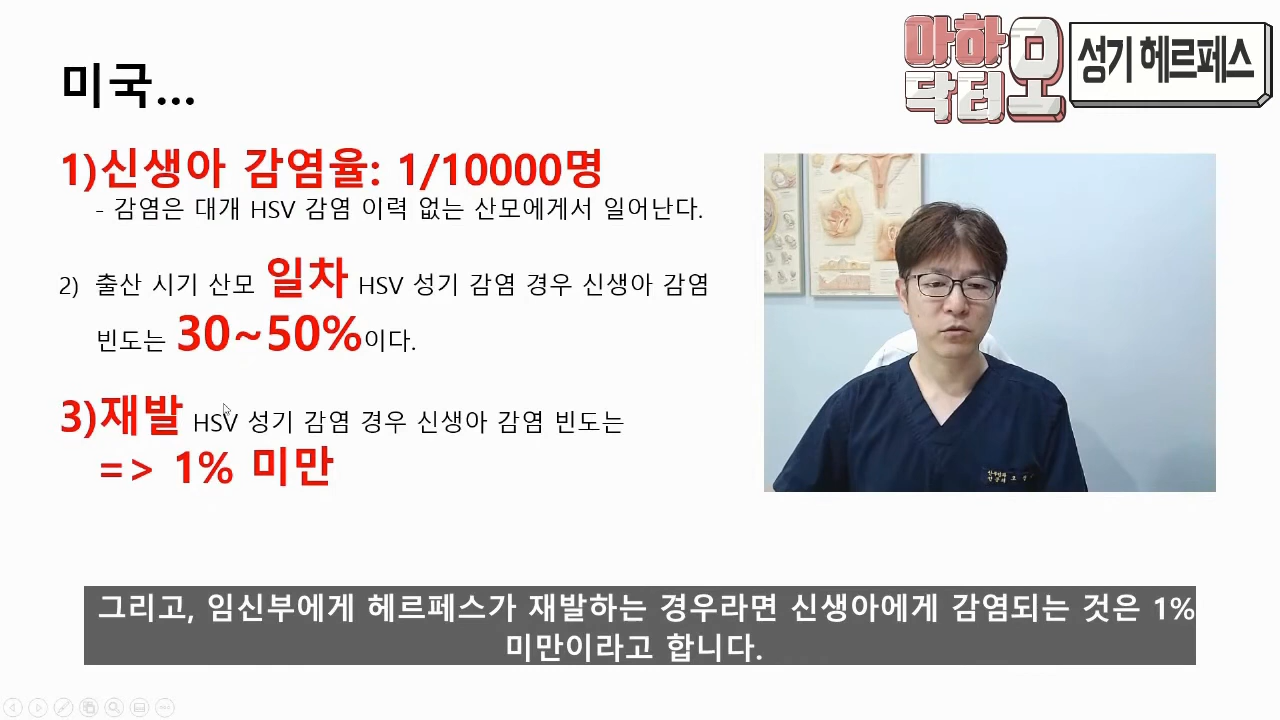 아하
닥터
모
성기 헤르페스
미국...
1)신생아 감염율: 1/10000명
- 감염은 대개 HSV 감염 이력 없는 산모에게서 일어난다.
2) 출산 시기 산모 일차 HSV 성기 감염 경우 신생아 감염
빈도는 30~50%이다.
3)재발 HSV 성기 감염 경우 신생아 감염 빈도는
=> 1% 미만
그리고, 임신부에게 헤르페스가 재발하는 경우라면 신생아에게 감염되는 것은 1%
미만이라고 합니다.